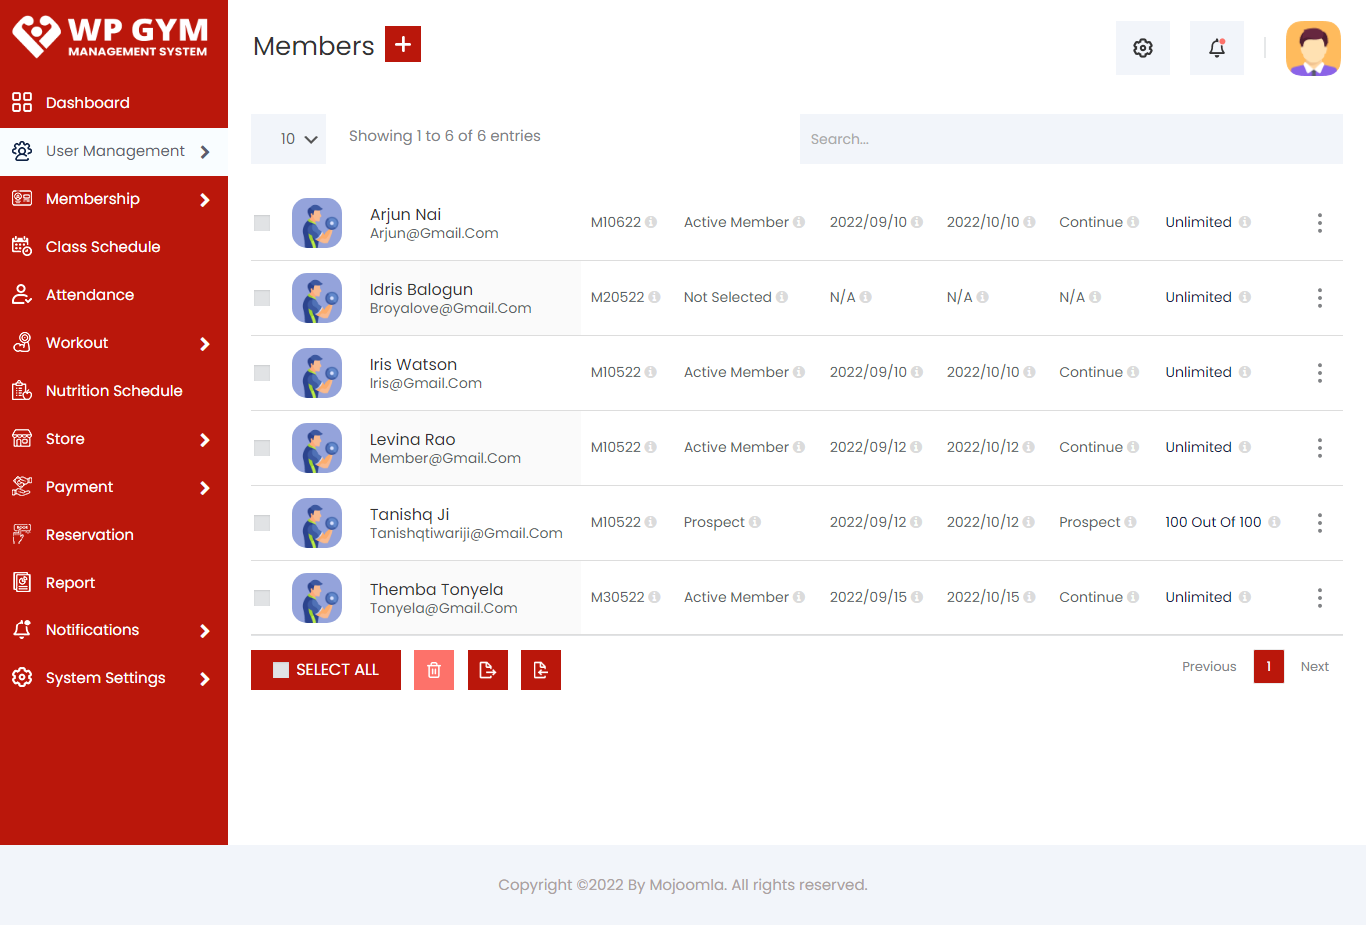 WP GYM
MANAGEMENT SYSTEM
Dashboard
User Management
Membership
Class Schedule
Attendance
Workout
Nutrition Schedule
Store
Payment
Reservation
Report
Notifications
System Settings
Members +
10 Showing 1 to 6 of 6 entries Search...
Arjun Nai
Arjun@Gmail.Com
M10622 Active Member 2022/09/10 2022/10/10 Continue Unlimited
Idris Balogun
Broyalove@Gmail.Com
M20522 Not Selected N/A N/A N/A Unlimited
Iris Watson
Iris@Gmail.Com
M10522 Active Member 2022/09/10 2022/10/10 Continue Unlimited
Levina Rao
Member@Gmail.Com
M10522 Active Member 2022/09/12 2022/10/12 Continue Unlimited
Tanishq Ji
Tanishqtiwariji@Gmail.Com
M10522 Prospect 2022/09/12 2022/10/12 Prospect 100 Out Of 100
Themba Tonyela
Tonyela@Gmail.Com
M30522 Active Member 2022/09/15 2022/10/15 Continue Unlimited
SELECT ALL
Previous 1 Next
Copyright ©2022 By Mojoomla. All rights reserved.